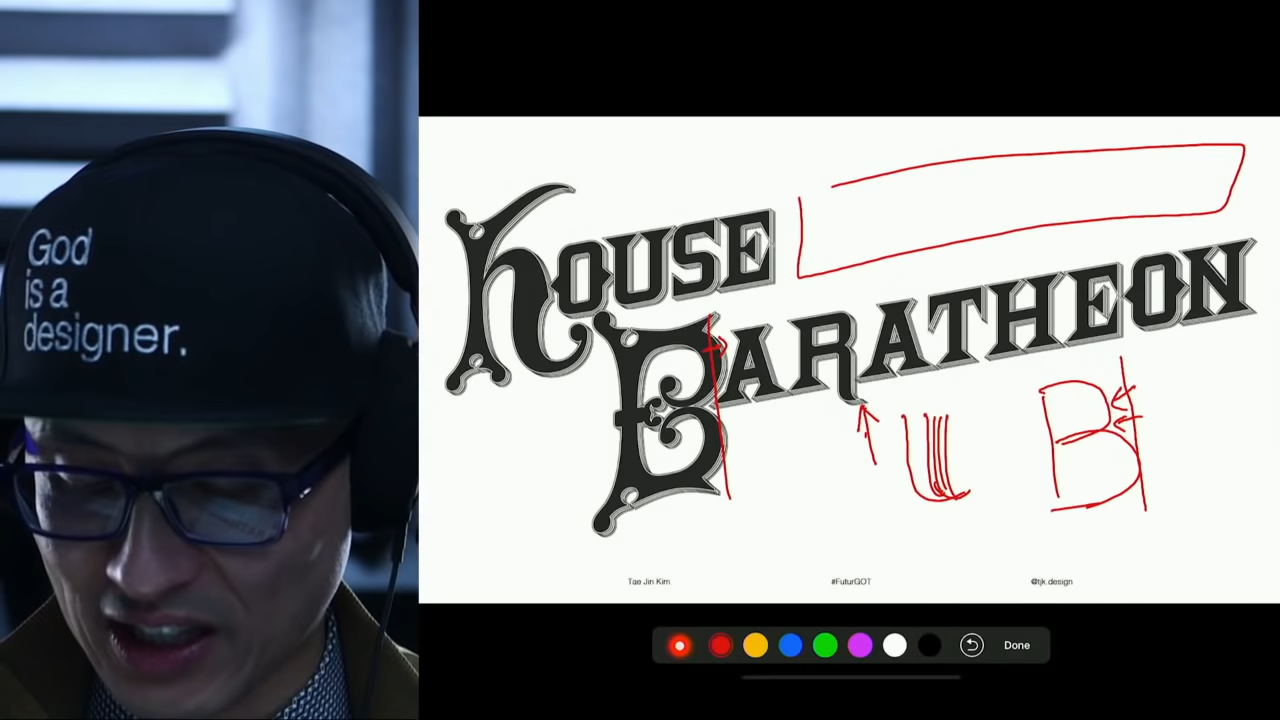 God
is a
designer.
HOUSE
BARATHEON
U B
Tae Jin Kim #FuturGOT @tjk.design
Done